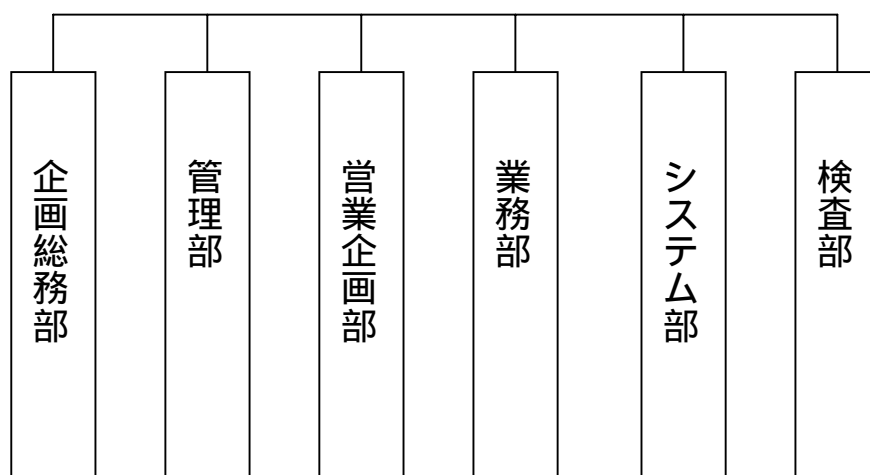 企画総務部
管理部
営業企画部
業務部
システム部
検査部